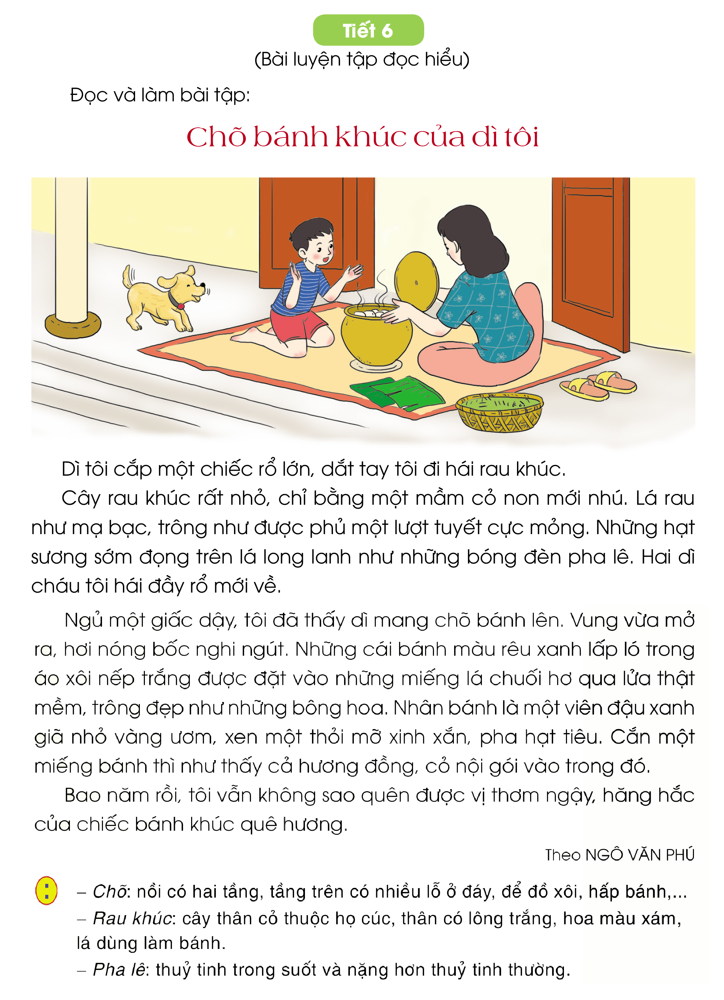 Tiết 6
(Bài luyện tập đọc hiểu)
Đọc và làm bài tập:
Chõ bánh khúc của dì tôi
Dì tôi cắp một chiếc rổ lớn, dắt tay tôi đi hái rau khúc.
Cây rau khúc rất nhỏ, chỉ bằng một mầm cỏ non mới nhú. Lá rau
như mạ bạc, trông như được phủ một lượt tuyết cực mỏng. Những hạt
sương sớm đọng trên lá long lanh như những bóng đèn pha lê. Hai dì
cháu tôi hái đầy rổ mới về.
Ngủ một giấc dậy, tôi đã thấy dì mang chõ bánh lên. Vung vừa mở
ra, hơi nóng bốc nghi ngút. Những cái bánh màu rêu xanh lấp ló trong
áo xôi nếp trắng được đặt vào những miếng lá chuối hơ qua lửa thật
mềm, trông đẹp như những bông hoa. Nhân bánh là một viên đậu xanh
giã nhỏ vàng ươm, xen một thỏi mỡ xinh xắn, pha hạt tiêu. Cắn một
miếng bánh thì như thấy cả hương đồng, cỏ nội gói vào trong đó.
Bao năm rồi, tôi vẫn không sao quên được vị thơm ngậy, hăng hắc
của chiếc bánh khúc quê hương.
Theo NGÔ VĂN PHÚ
– Chõ: nồi có hai tầng, tầng trên có nhiều lỗ ở đáy, để đồ xôi, hấp bánh,...
– Rau khúc: cây thân cỏ thuộc họ cúc, thân có lông trắng, hoa màu xám,
lá dùng làm bánh.
– Pha lê: thuỷ tinh trong suốt và nặng hơn thuỷ tinh thường.